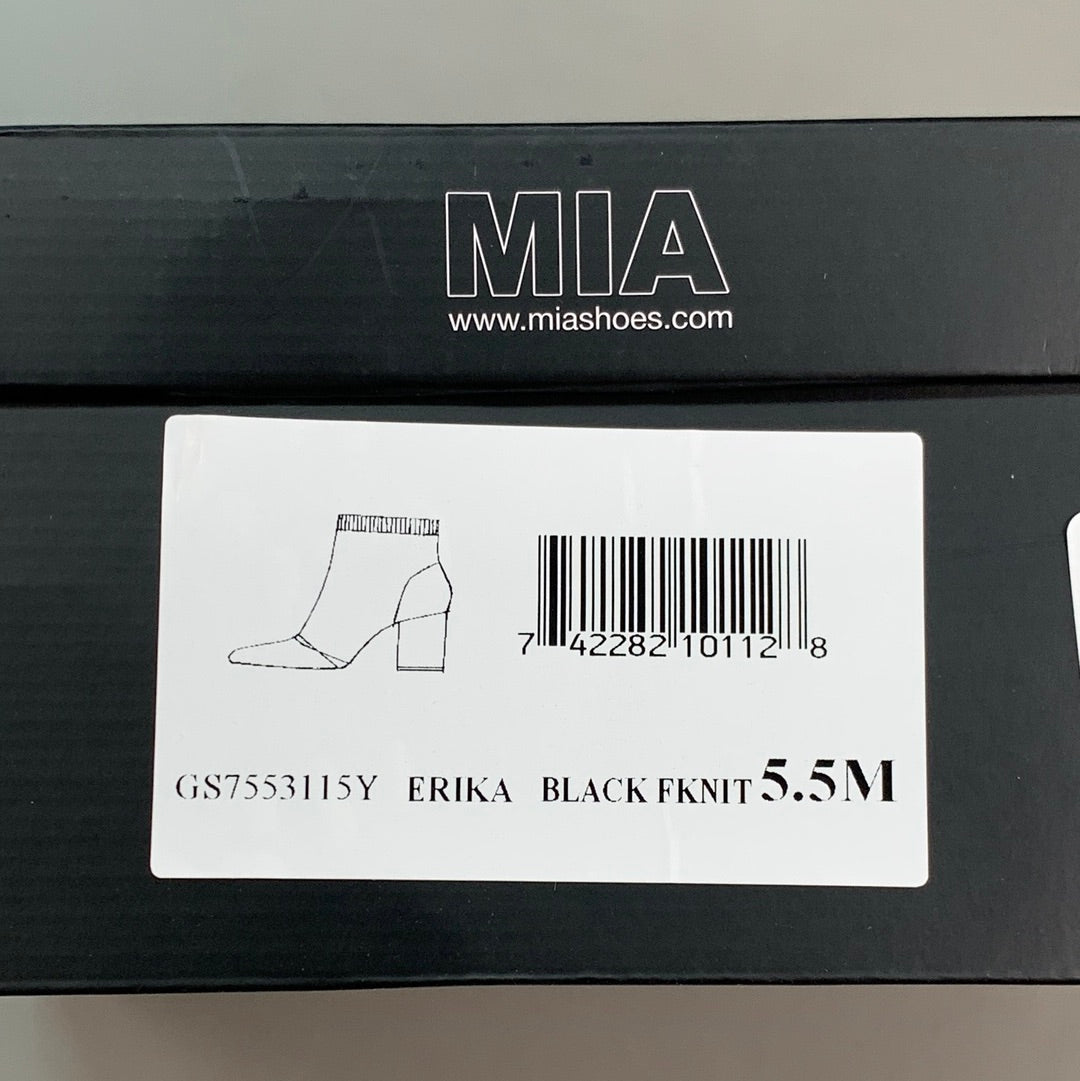 MIA
www.miashoes.com
7 42282 10112 8
GS7553115Y ERIKA BLACK FKNIT 5.5M